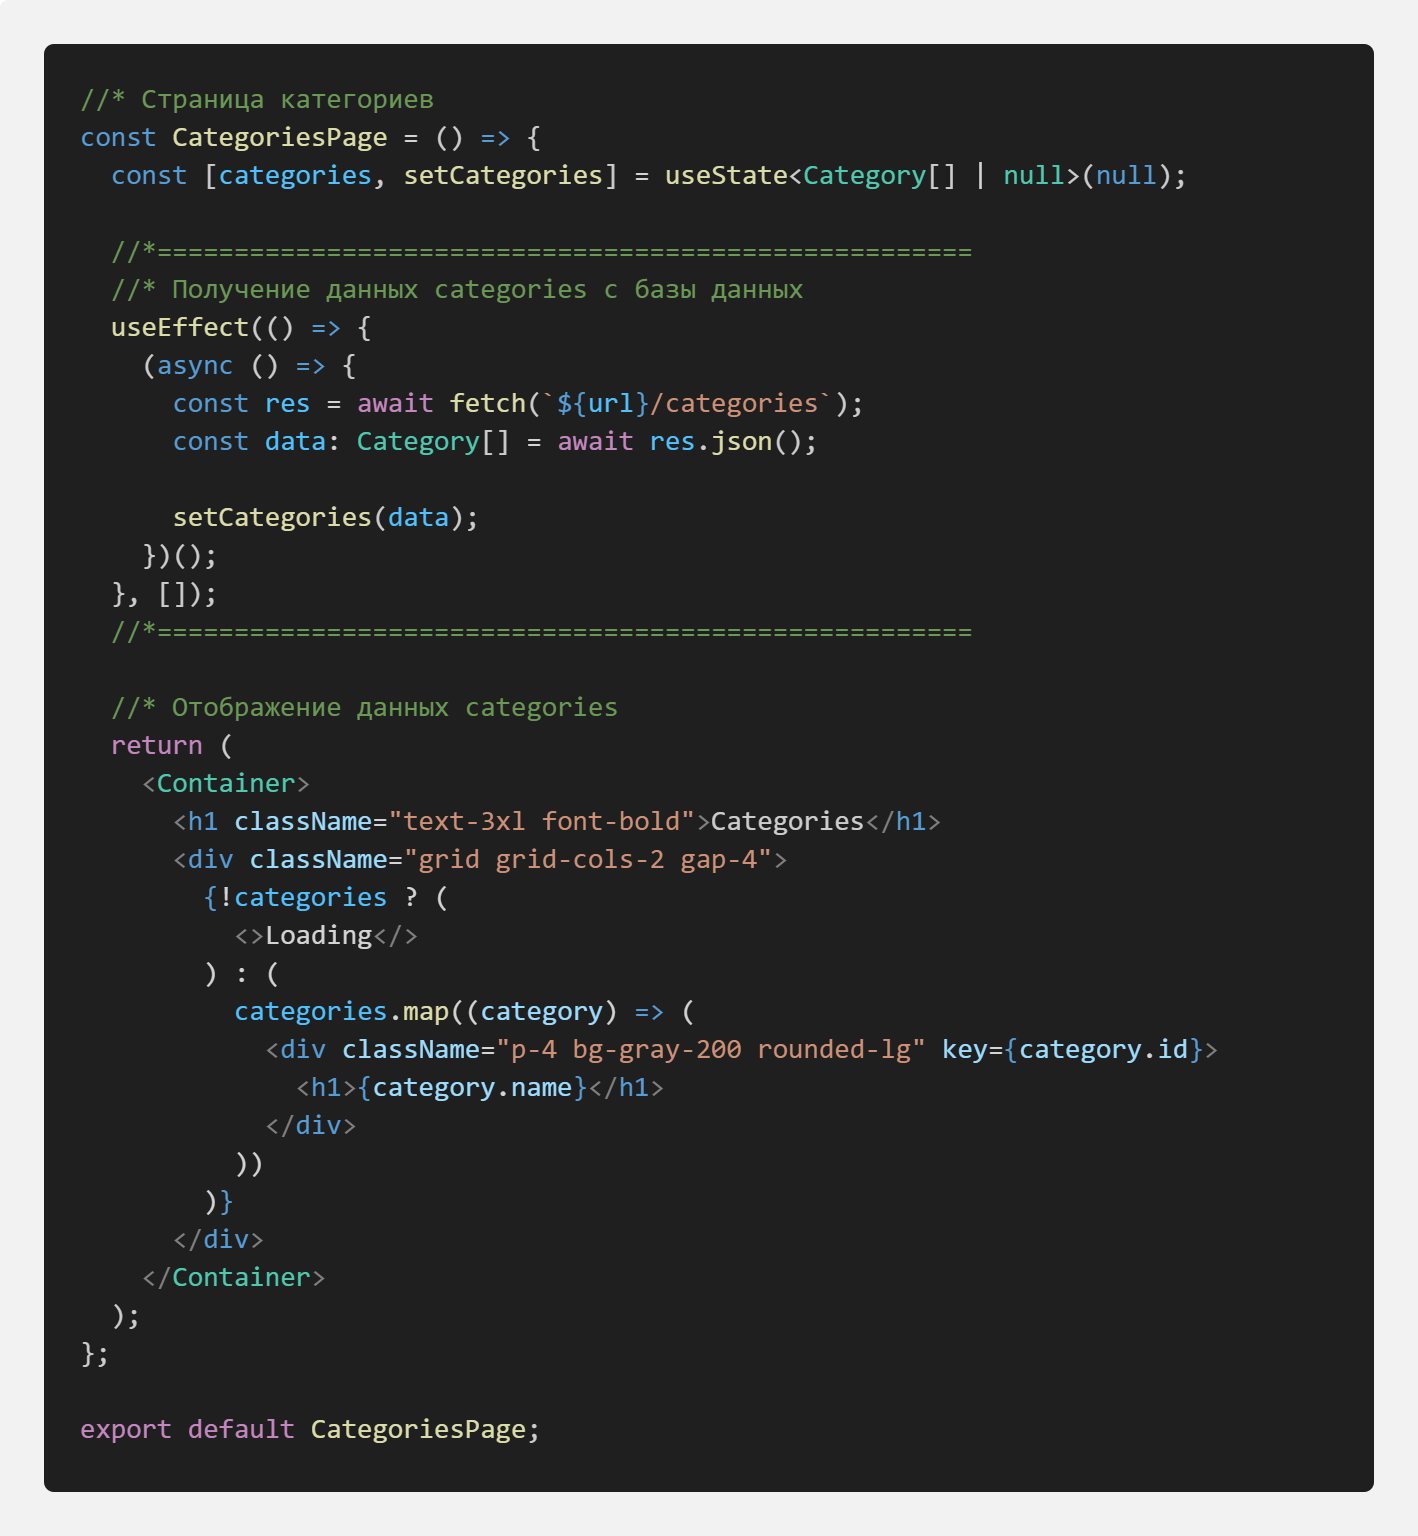 //* Страница категориев
const CategoriesPage = () => {
  const [categories, setCategories] = useState<Category[] | null>(null);

  //*=====================================================
  //* Получение данных categories с базы данных
  useEffect(() => {
    (async () => {
      const res = await fetch(`${url}/categories`);
      const data: Category[] = await res.json();

      setCategories(data);
    })();
  }, []);
  //*=====================================================

  //* Отображение данных categories
  return (
    <Container>
      <h1 className="text-3xl font-bold">Categories</h1>
      <div className="grid grid-cols-2 gap-4">
        {!categories ? (
          <>Loading</>
        ) : (
          categories.map((category) => (
            <div className="p-4 bg-gray-200 rounded-lg" key={category.id}>
              <h1>{category.name}</h1>
            </div>
          ))
        )}
      </div>
    </Container>
  );
};

export default CategoriesPage;